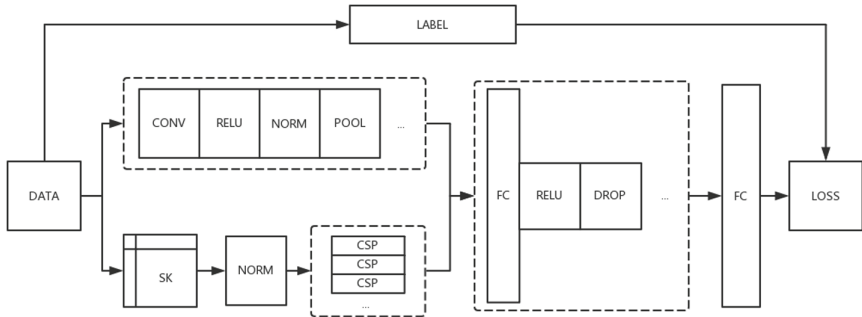 LABEL
CONV RELU NORM POOL ...
DATA
FC RELU DROP ...
FC
LOSS
SK
NORM
CSP
CSP
CSP
...